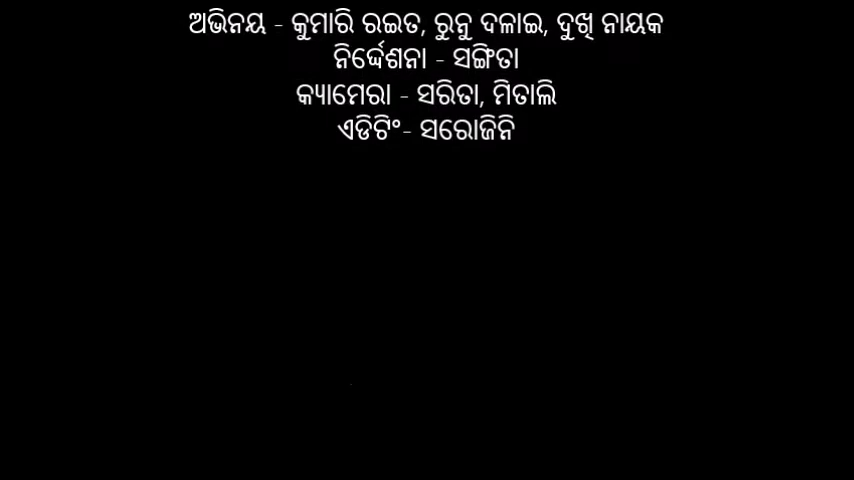 ଅଭିନୟ - କୁମାରି ରଇତ, ରୁନୁ ଦଳାଇ, ଦୁଖି ନାୟକ
ନିର୍ଦ୍ଦେଶନା - ସଙ୍ଗିତା
କ୍ୟାମେରା - ସରିତା, ମିତାଲି
ଏଡିଟିଂ- ସରୋଜିନି